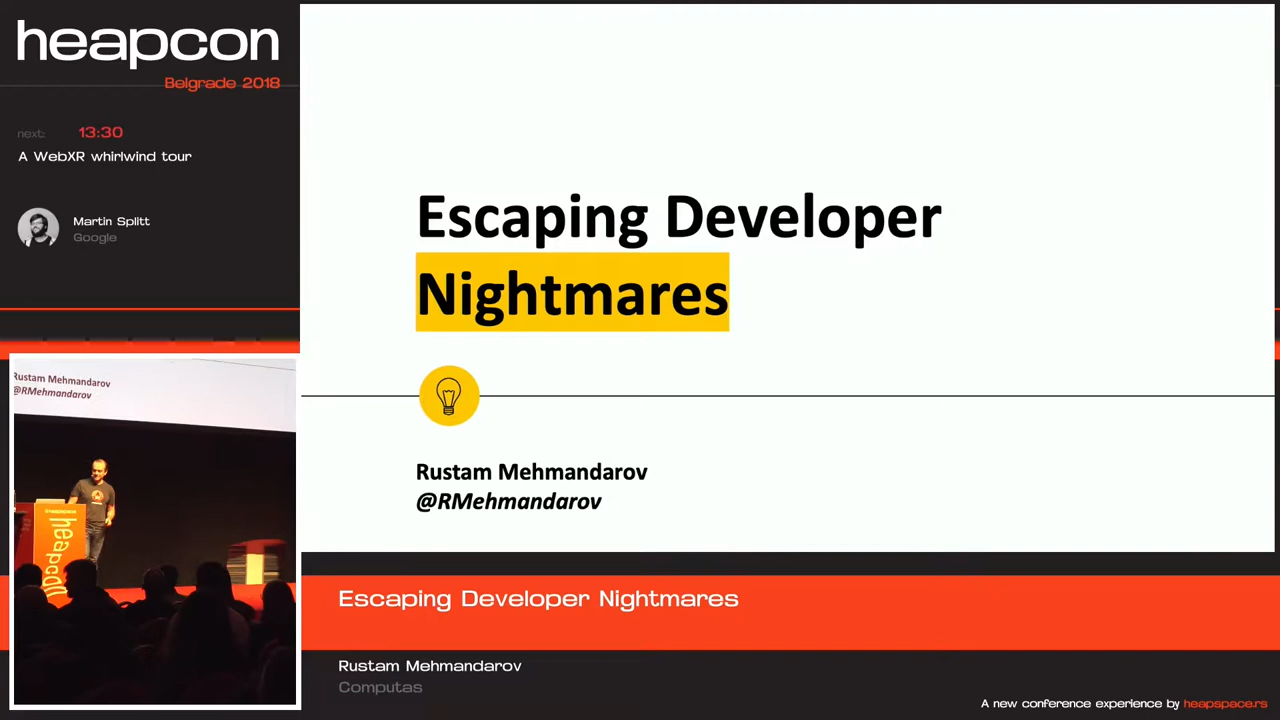 heapcon
Belgrade 2018
next: 13:30
A WebXR whirlwind tour
Martin Splitt
Google
Escaping Developer
Nightmares
Rustam Mehmandarov
@RMehmandarov
Rustam Mehmandarov
@RMehmandarov
heapcon
Escaping Developer Nightmares
Rustam Mehmandarov
Computas
A new conference experience by heapspace.rs